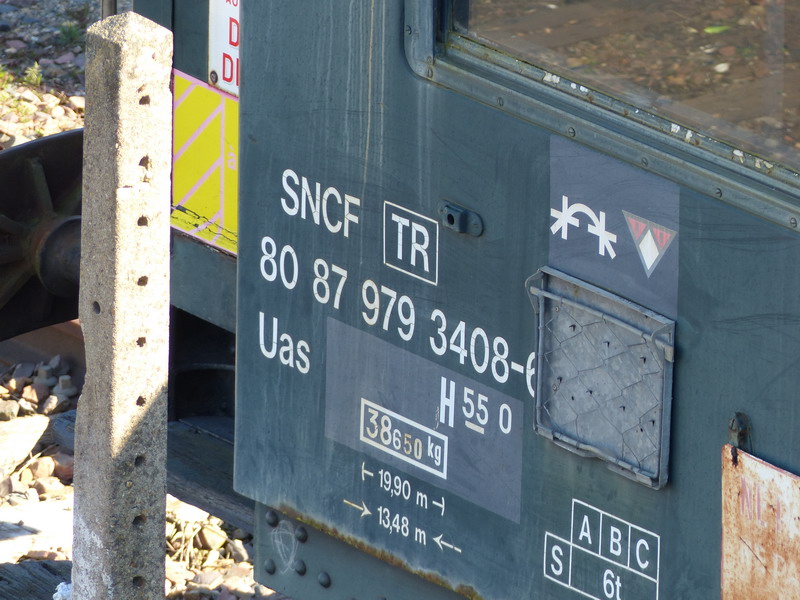 SNCF TR
80 87 979 3408-6
Uas
H 55 0
38650 kg
19,90 m
13,48 m
A B C
S 6t